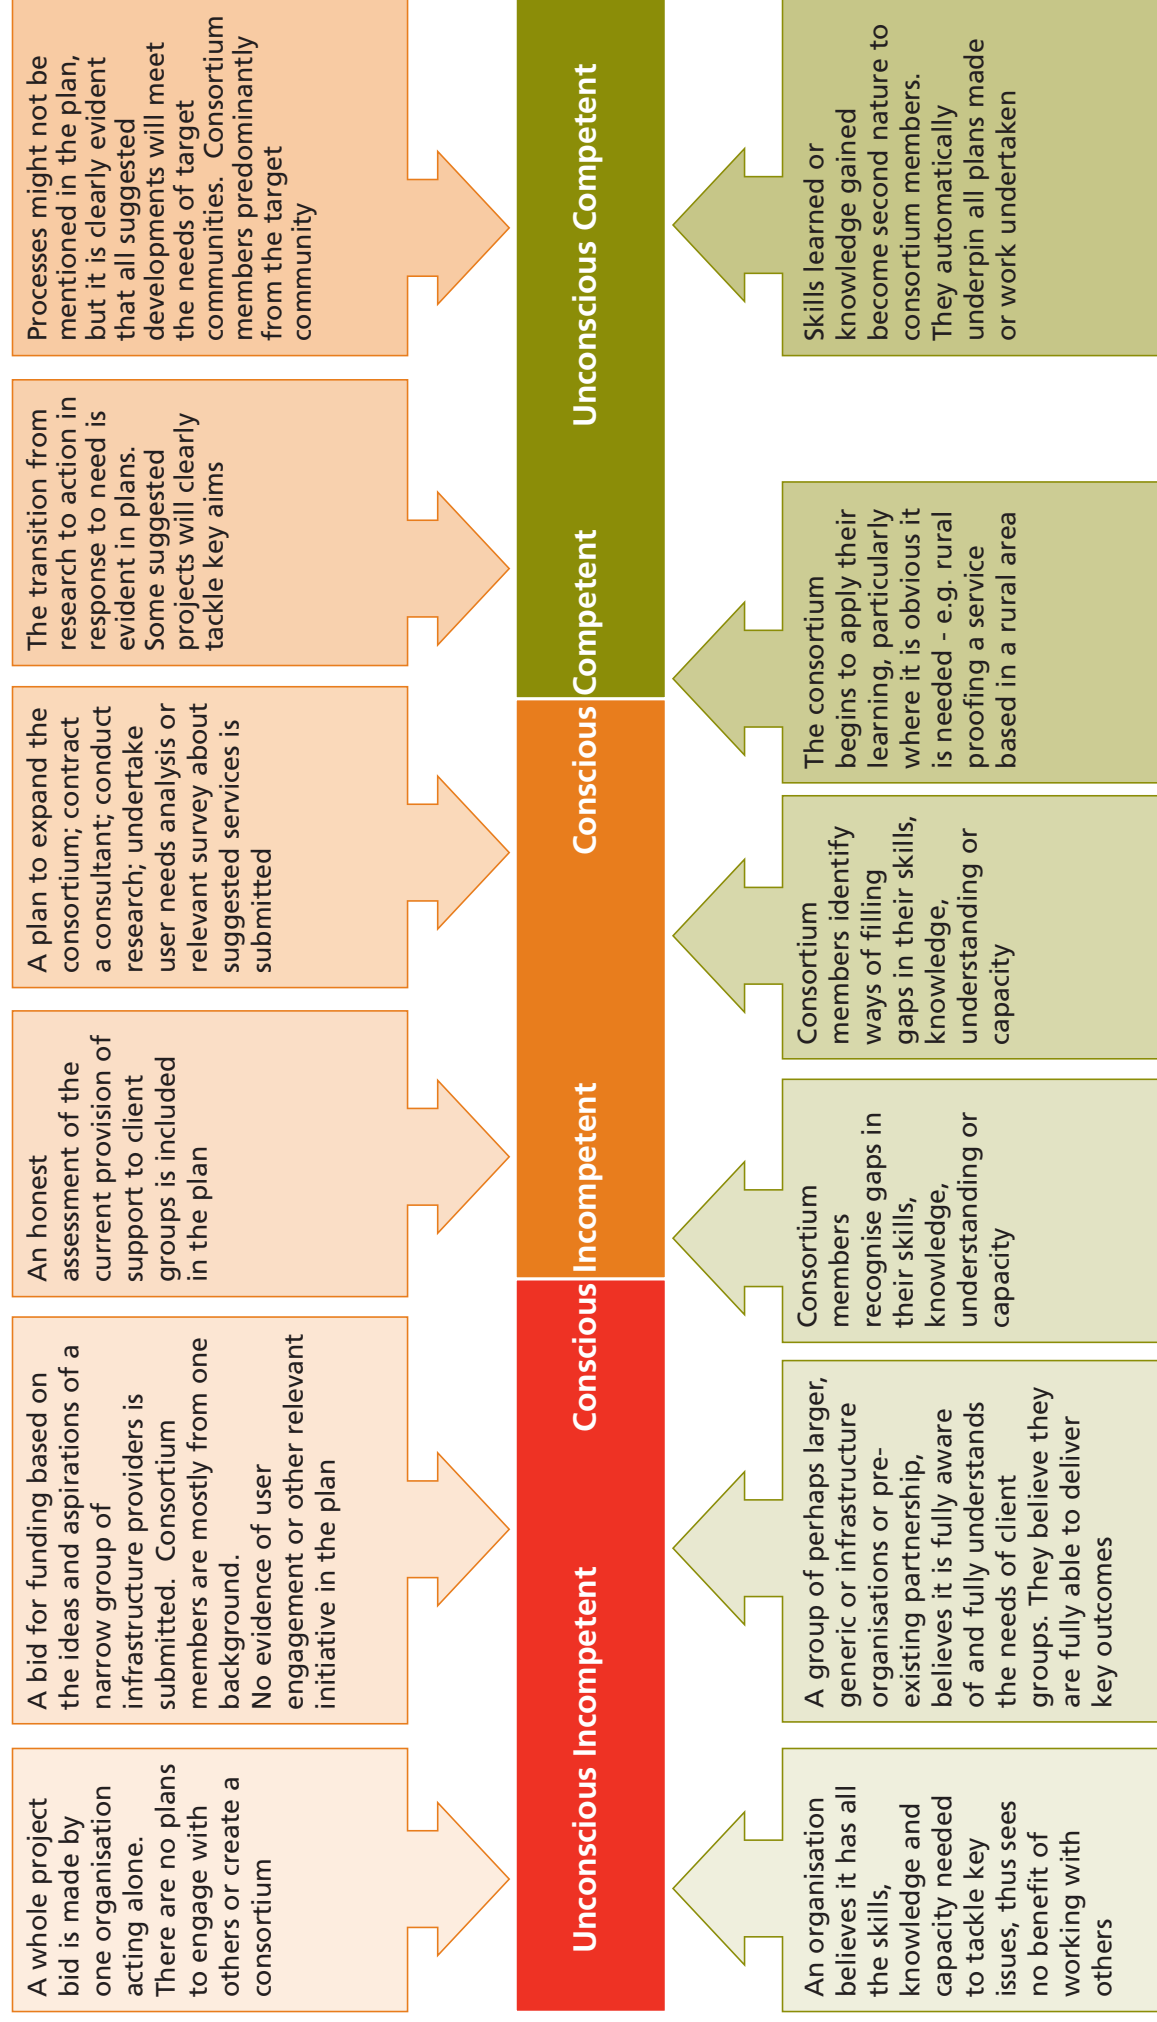 A whole project
bid is made by
one organisation
acting alone.
There are no plans
to engage with
others or create a
consortium
A bid for funding based on
the ideas and aspirations of a
narrow group of
infrastructure providers is
submitted. Consortium
members are mostly from one
background.
No evidence of user
engagement or other relevant
initiative in the plan
An honest
assessment of the
current provision of
support to client
groups is included
in the plan
A plan to expand the
consortium; contract
a consultant; conduct
research; undertake
user needs analysis or
relevant survey about
suggested services is
submitted
The transition from
research to action in
response to need is
evident in plans.
Some suggested
projects will clearly
tackle key aims
Processes might not be
mentioned in the plan,
but it is clearly evident
that all suggested
developments will meet
the needs of target
communities. Consortium
members predominantly
from the target
community
Unconscious Incompetent Conscious Incompetent Conscious Competent Unconscious Competent
An organisation
believes it has all
the skills,
knowledge and
capacity needed
to tackle key
issues, thus sees
no benefit of
working with
others
A group of perhaps larger,
generic or infrastructure
organisations or pre-
existing partnership,
believes it is fully aware
of and fully understands
the needs of client
groups. They believe they
are fully able to deliver
key outcomes
Consortium
members
recognise gaps in
their skills,
knowledge,
understanding or
capacity
Consortium
members identify
ways of filling
gaps in their skills,
knowledge,
understanding or
capacity
The consortium
begins to apply their
learning, particularly
where it is obvious it
is needed - e.g. rural
proofing a service
based in a rural area
Skills learned or
knowledge gained
become second nature to
consortium members.
They automatically
underpin all plans made
or work undertaken